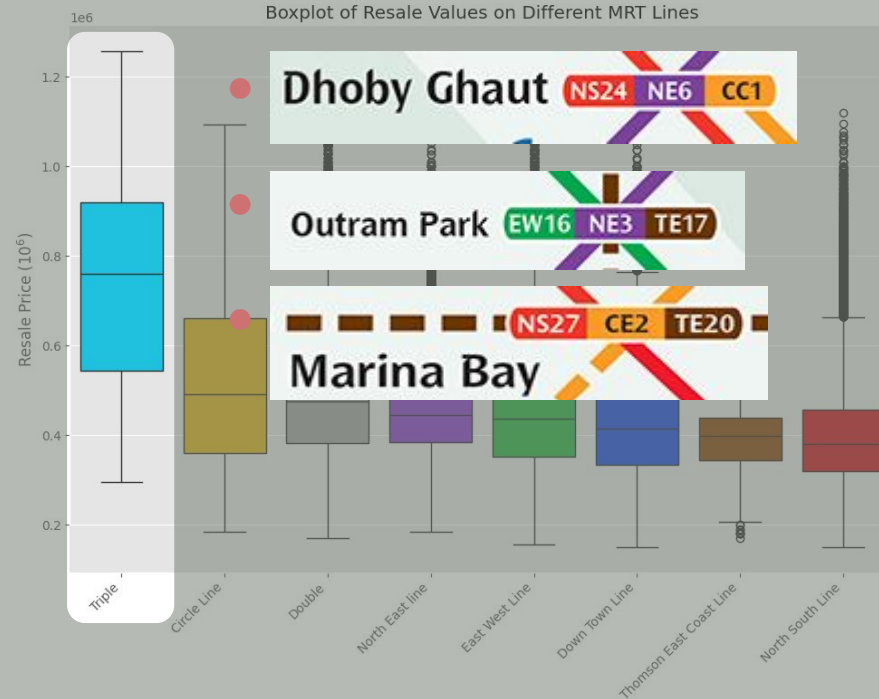 Boxplot of Resale Values on Different MRT Lines
1e6
1.2
1.0
0.8
0.6
0.4
0.2
Resale Price (10⁶)
Dhoby Ghaut NS24 NE6 CC1
Outram Park EW16 NE3 TE17
NS27 CE2 TE20
Marina Bay
Triple
Circle Line
Double
North East line
East West Line
Down Town Line
Thomson East Coast Line
North South Line